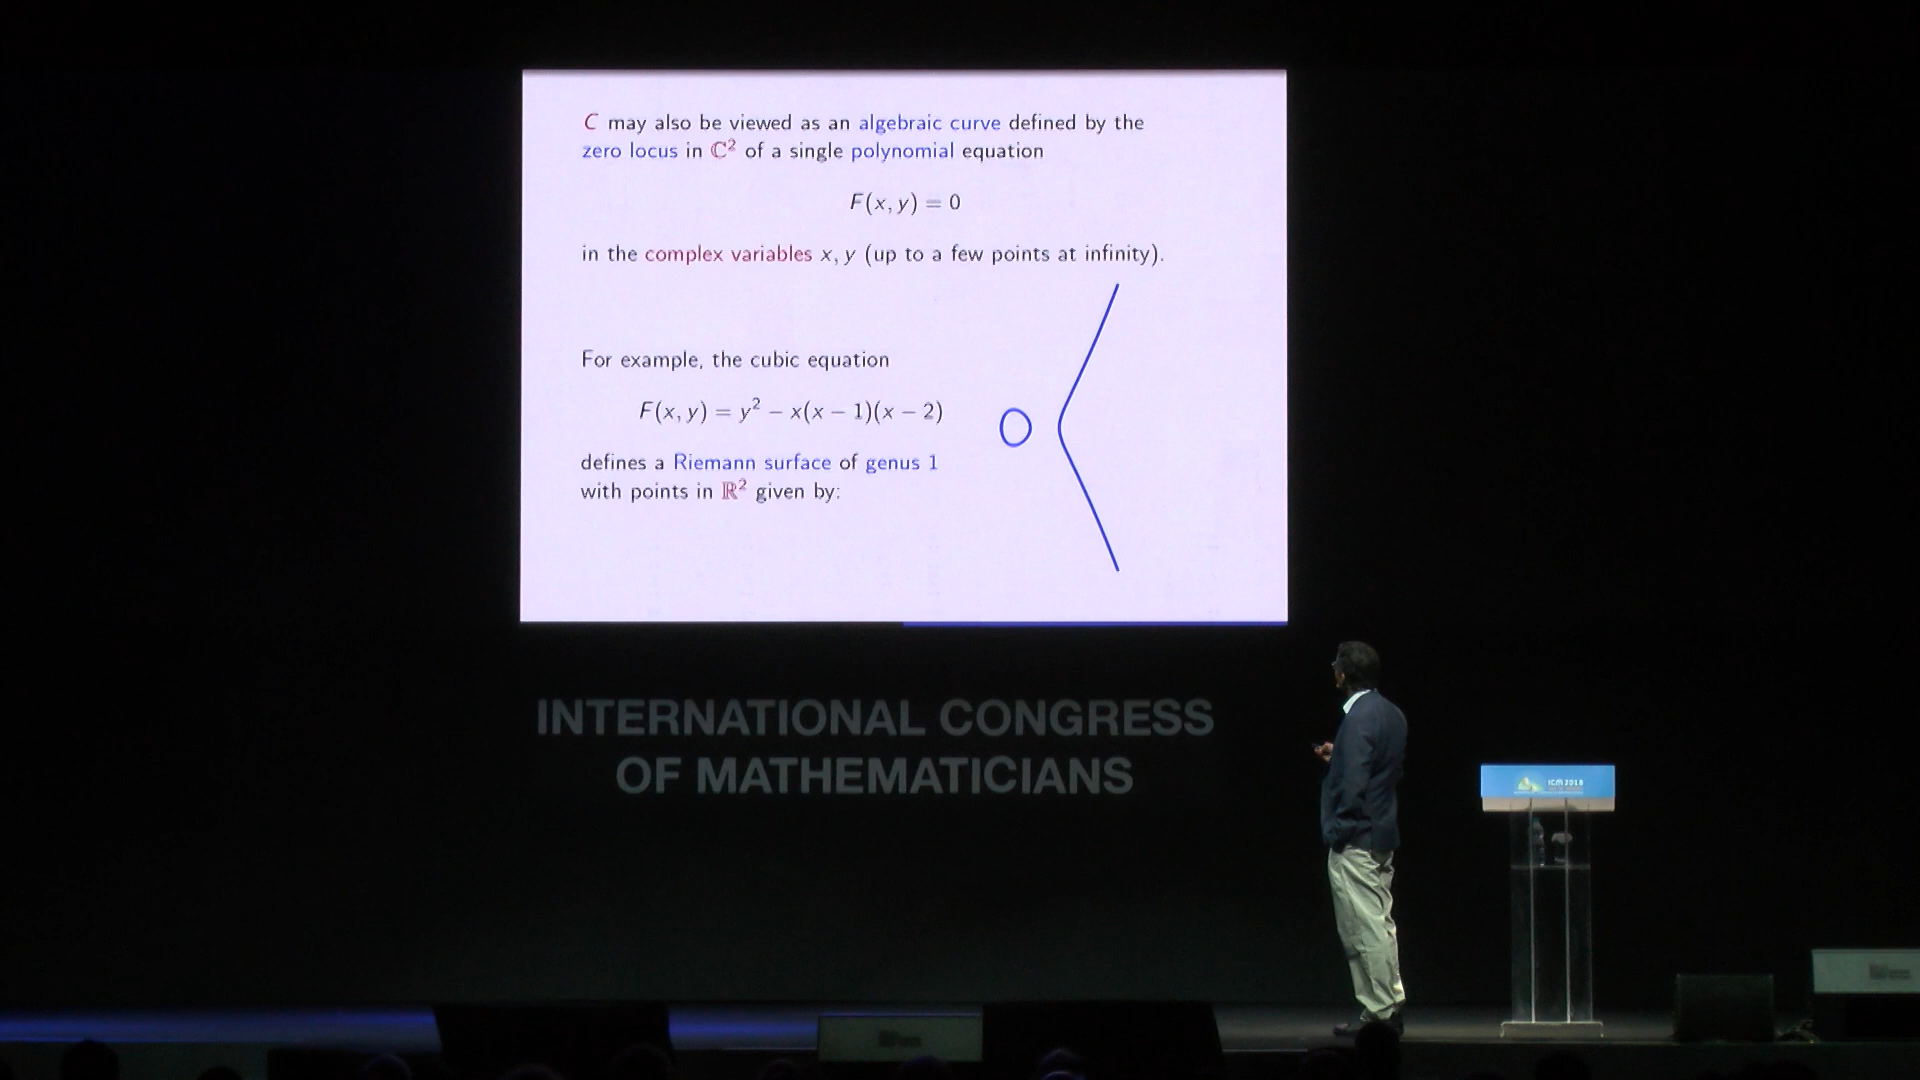 C may also be viewed as an algebraic curve defined by the
zero locus in ℂ² of a single polynomial equation
F(x, y) = 0
in the complex variables x, y (up to a few points at infinity).
For example, the cubic equation
F(x, y) = y² − x(x − 1)(x − 2)
defines a Riemann surface of genus 1
with points in ℝ² given by:
INTERNATIONAL CONGRESS
OF MATHEMATICIANS
ICM 2018